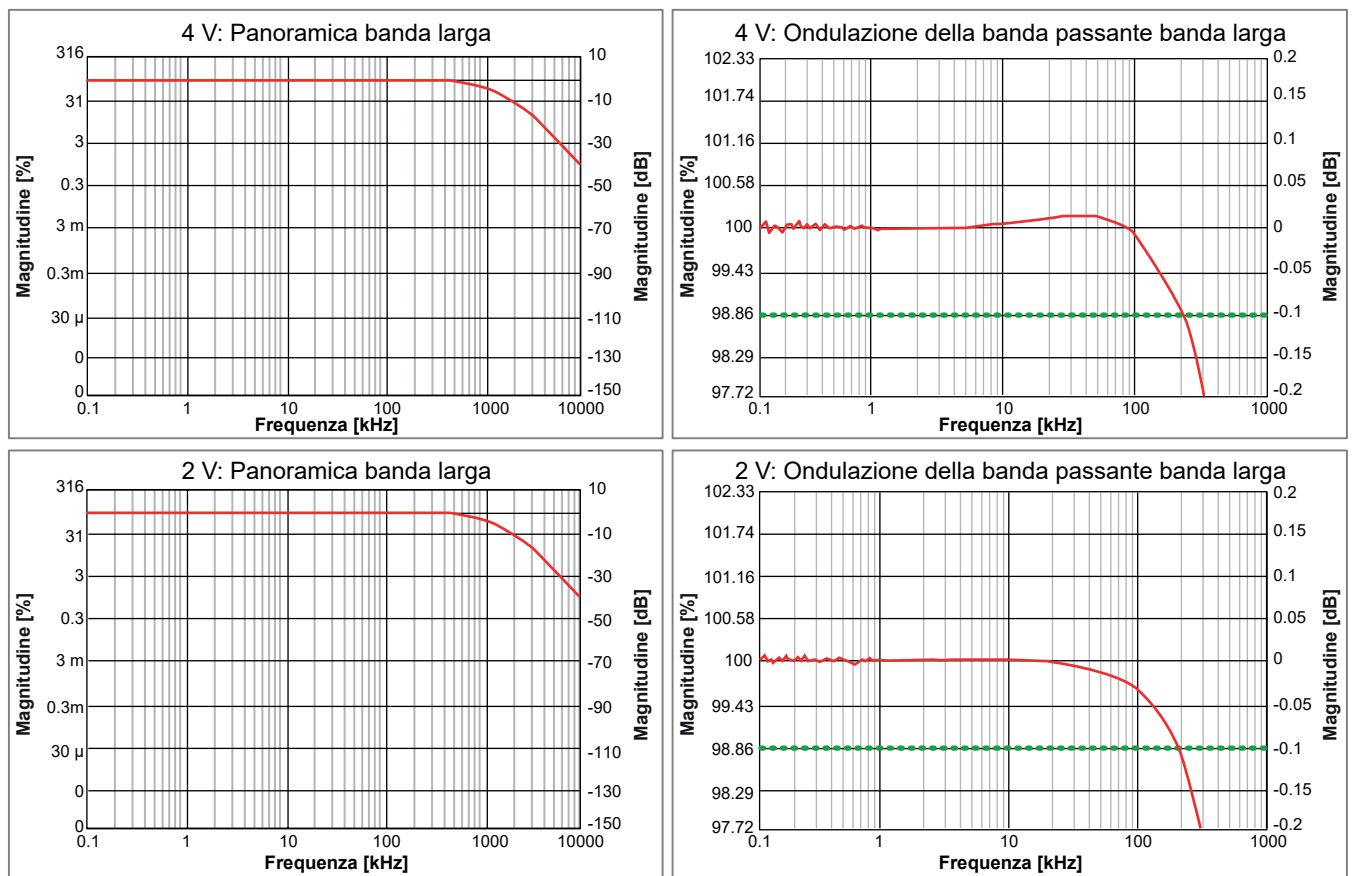 4 V: Panoramica banda larga
316
31
3
0.3
3 m
0.3m
30 µ
0
0
Magnitudine [%]
10
-10
-30
-50
-70
-90
-110
-130
-150
Magnitudine [dB]
0.1 1 10 100 1000 10000
Frequenza [kHz]
4 V: Ondulazione della banda passante banda larga
102.33
101.74
101.16
100.58
100
99.43
98.86
98.29
97.72
Magnitudine [%]
0.2
0.15
0.1
0.05
0
-0.05
-0.1
-0.15
-0.2
Magnitudine [dB]
0.1 1 10 100 1000
Frequenza [kHz]
2 V: Panoramica banda larga
316
31
3
0.3
3 m
0.3m
30 µ
0
0
Magnitudine [%]
10
-10
-30
-50
-70
-90
-110
-130
-150
Magnitudine [dB]
0.1 1 10 100 1000 10000
Frequenza [kHz]
2 V: Ondulazione della banda passante banda larga
102.33
101.74
101.16
100.58
100
99.43
98.86
98.29
97.72
Magnitudine [%]
0.2
0.15
0.1
0.05
0
-0.05
-0.1
-0.15
-0.2
Magnitudine [dB]
0.1 1 10 100 1000
Frequenza [kHz]